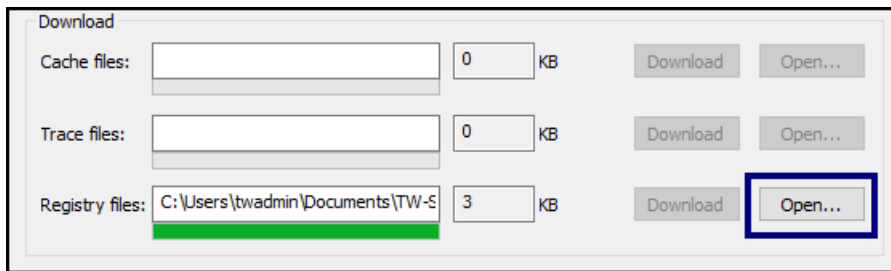 Download
Cache files: 0 KB Download Open...
Trace files: 0 KB Download Open...
Registry files: C:\Users\twadmin\Documents\TW-S 3 KB Download Open...